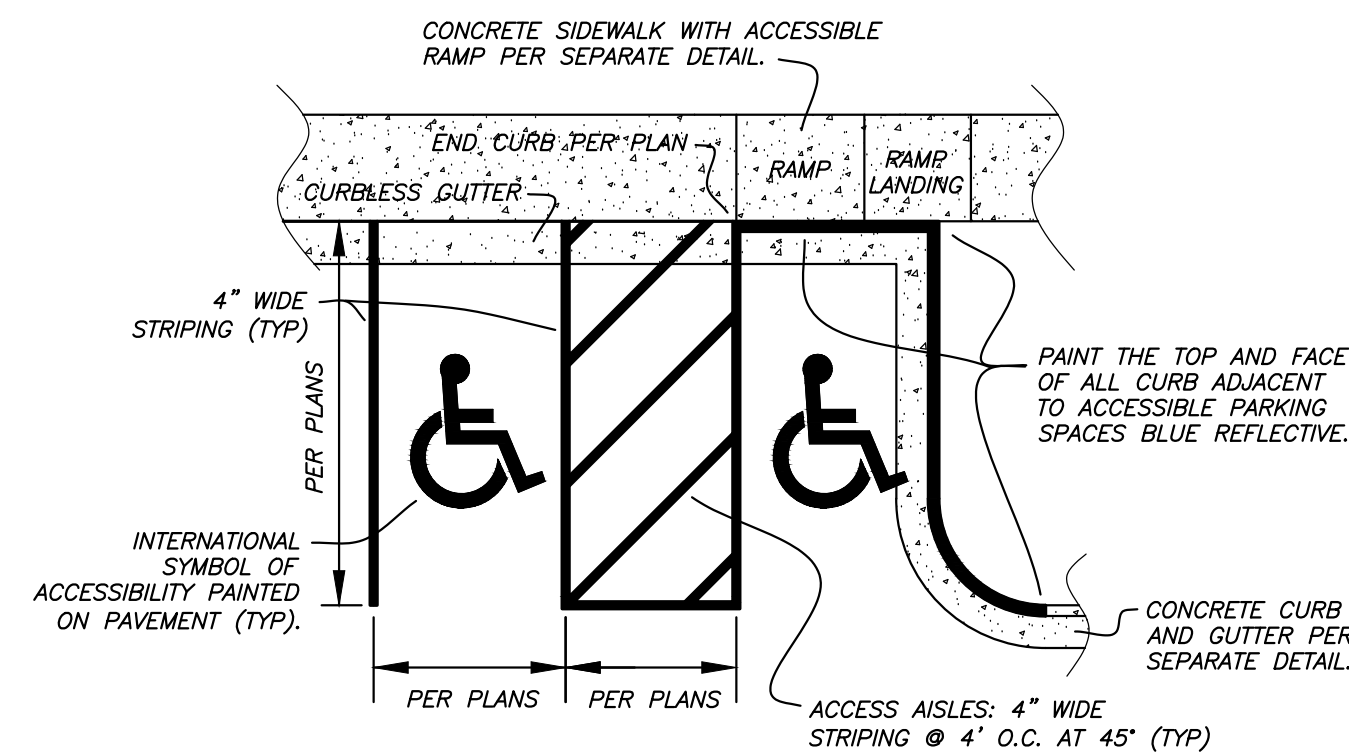 CONCRETE SIDEWALK WITH ACCESSIBLE
RAMP PER SEPARATE DETAIL.
END CURB PER PLAN
RAMP
RAMP
LANDING
CURBLESS GUTTER
4” WIDE
STRIPING (TYP)
PER PLANS
PAINT THE TOP AND FACE
OF ALL CURB ADJACENT
TO ACCESSIBLE PARKING
SPACES BLUE REFLECTIVE.
INTERNATIONAL
SYMBOL OF
ACCESSIBILITY PAINTED
ON PAVEMENT (TYP).
CONCRETE CURB
AND GUTTER PER
SEPARATE DETAIL.
PER PLANS
PER PLANS
ACCESS AISLES: 4” WIDE
STRIPING @ 4’ O.C. AT 45° (TYP)